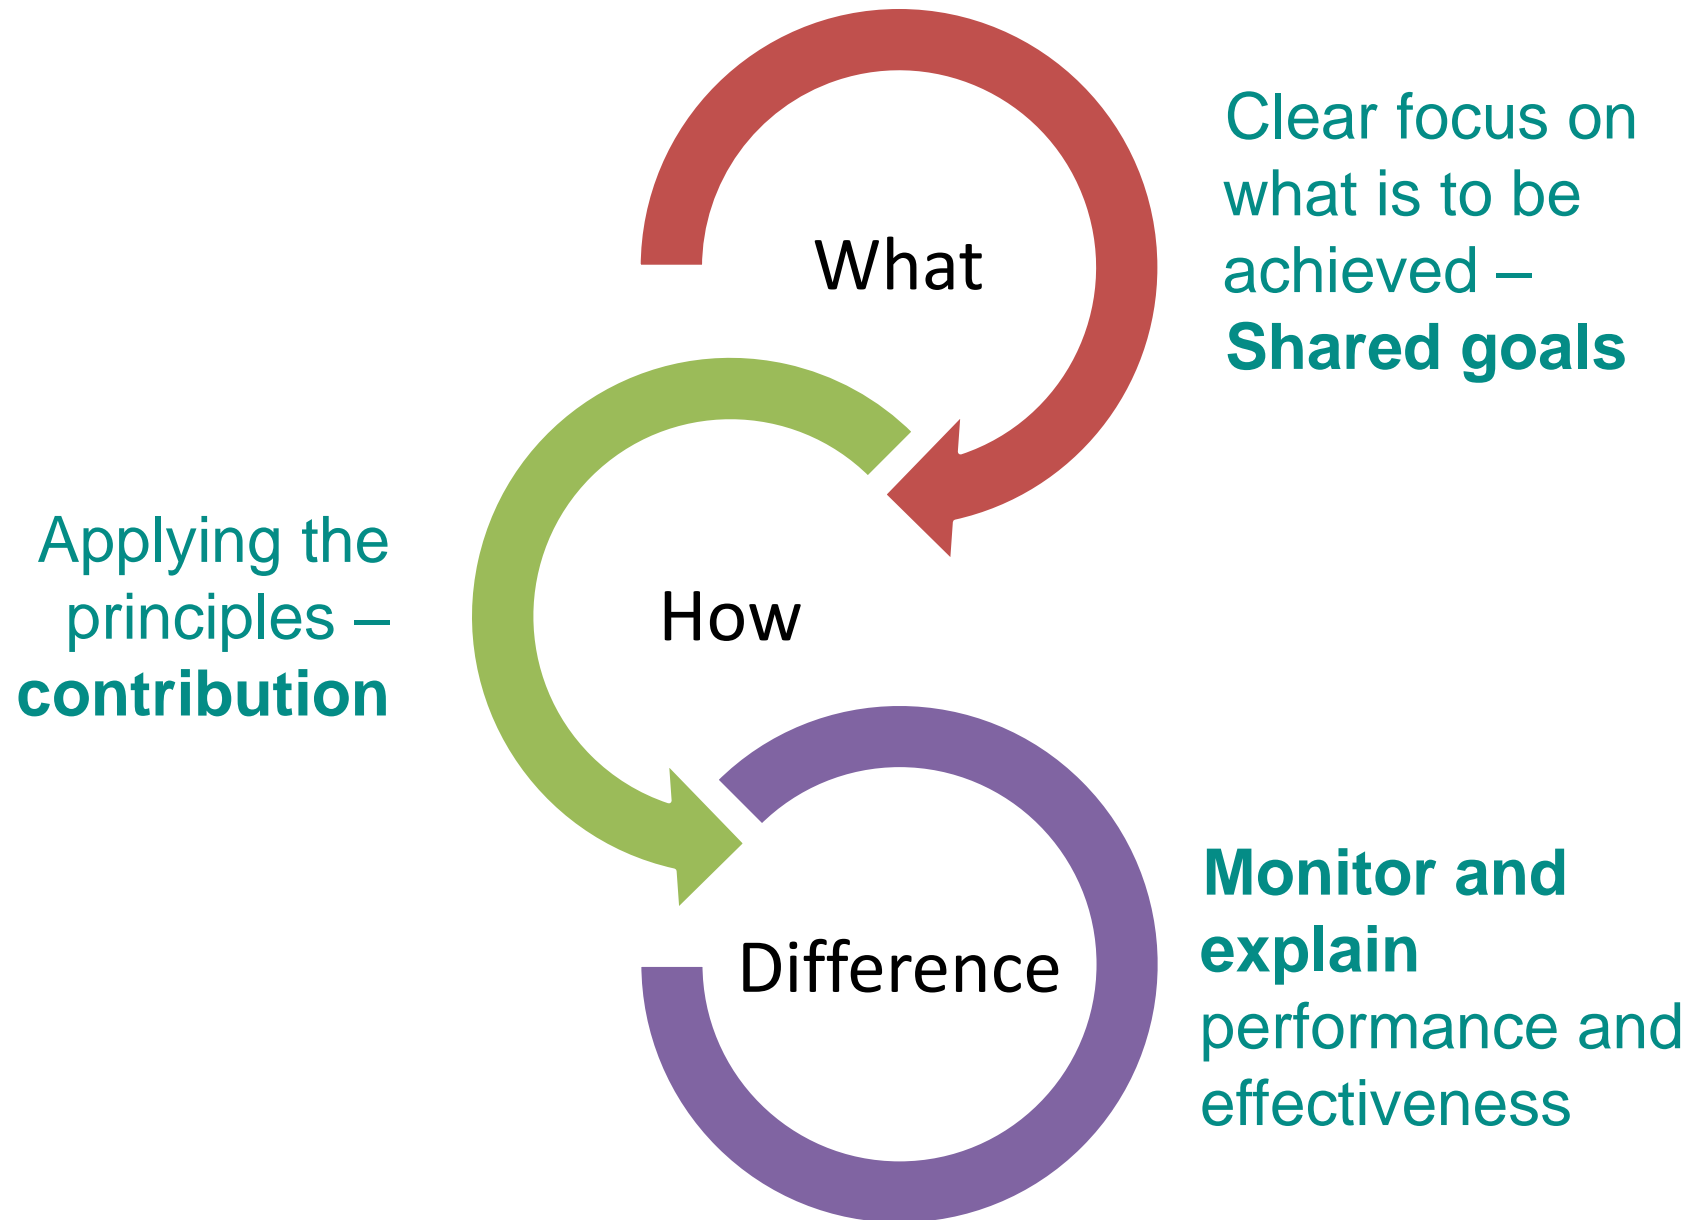 What
Clear focus on
what is to be
achieved –
Shared goals
Applying the
principles –
contribution
How
Difference
Monitor and
explain
performance and
effectiveness